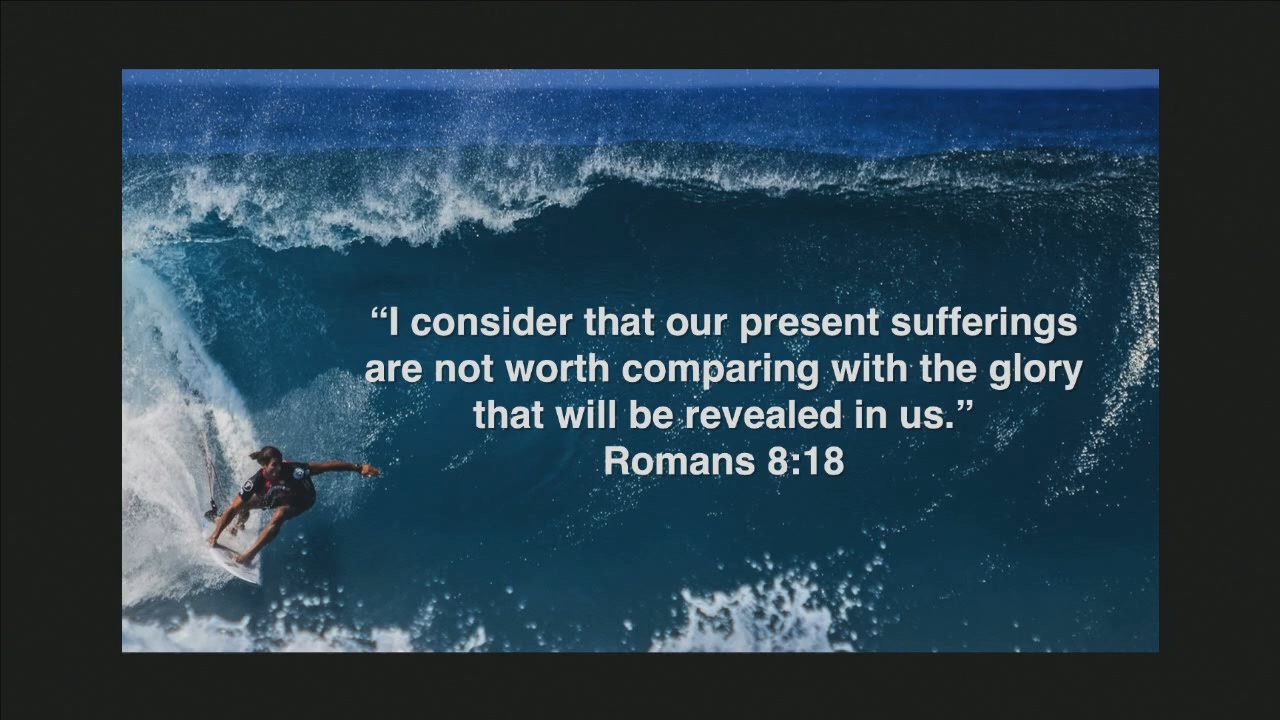 “I consider that our present sufferings
are not worth comparing with the glory
that will be revealed in us.”
Romans 8:18